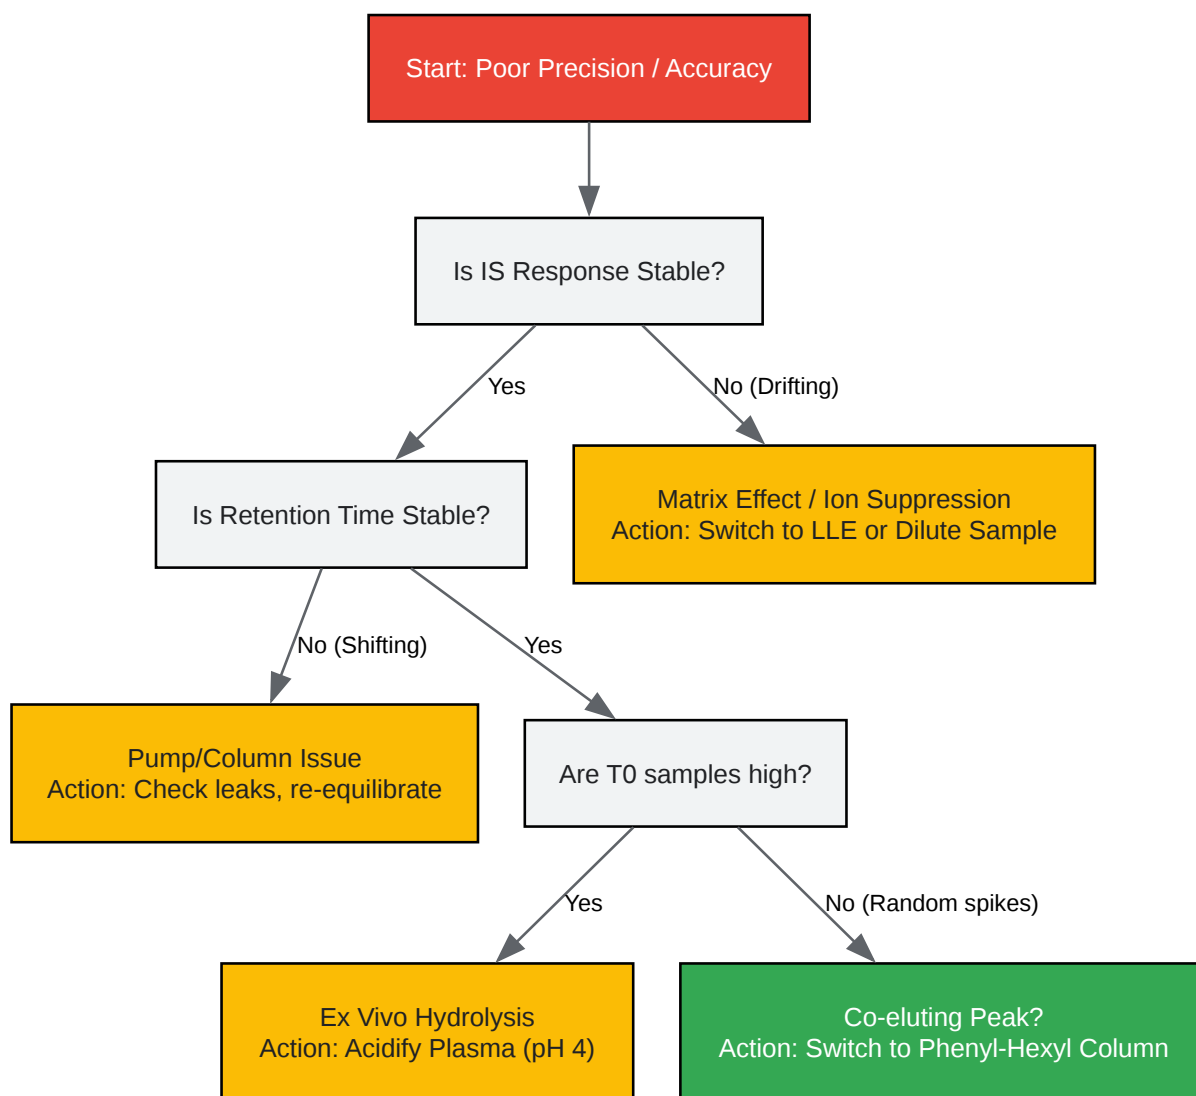 Start: Poor Precision / Accuracy
Is IS Response Stable?
Yes
No (Drifting)
Is Retention Time Stable?
Matrix Effect / Ion Suppression
Action: Switch to LLE or Dilute Sample
No (Shifting)
Yes
Pump/Column Issue
Action: Check leaks, re-equilibrate
Are T0 samples high?
Yes
No (Random spikes)
Ex Vivo Hydrolysis
Action: Acidify Plasma (pH 4)
Co-eluting Peak?
Action: Switch to Phenyl-Hexyl Column